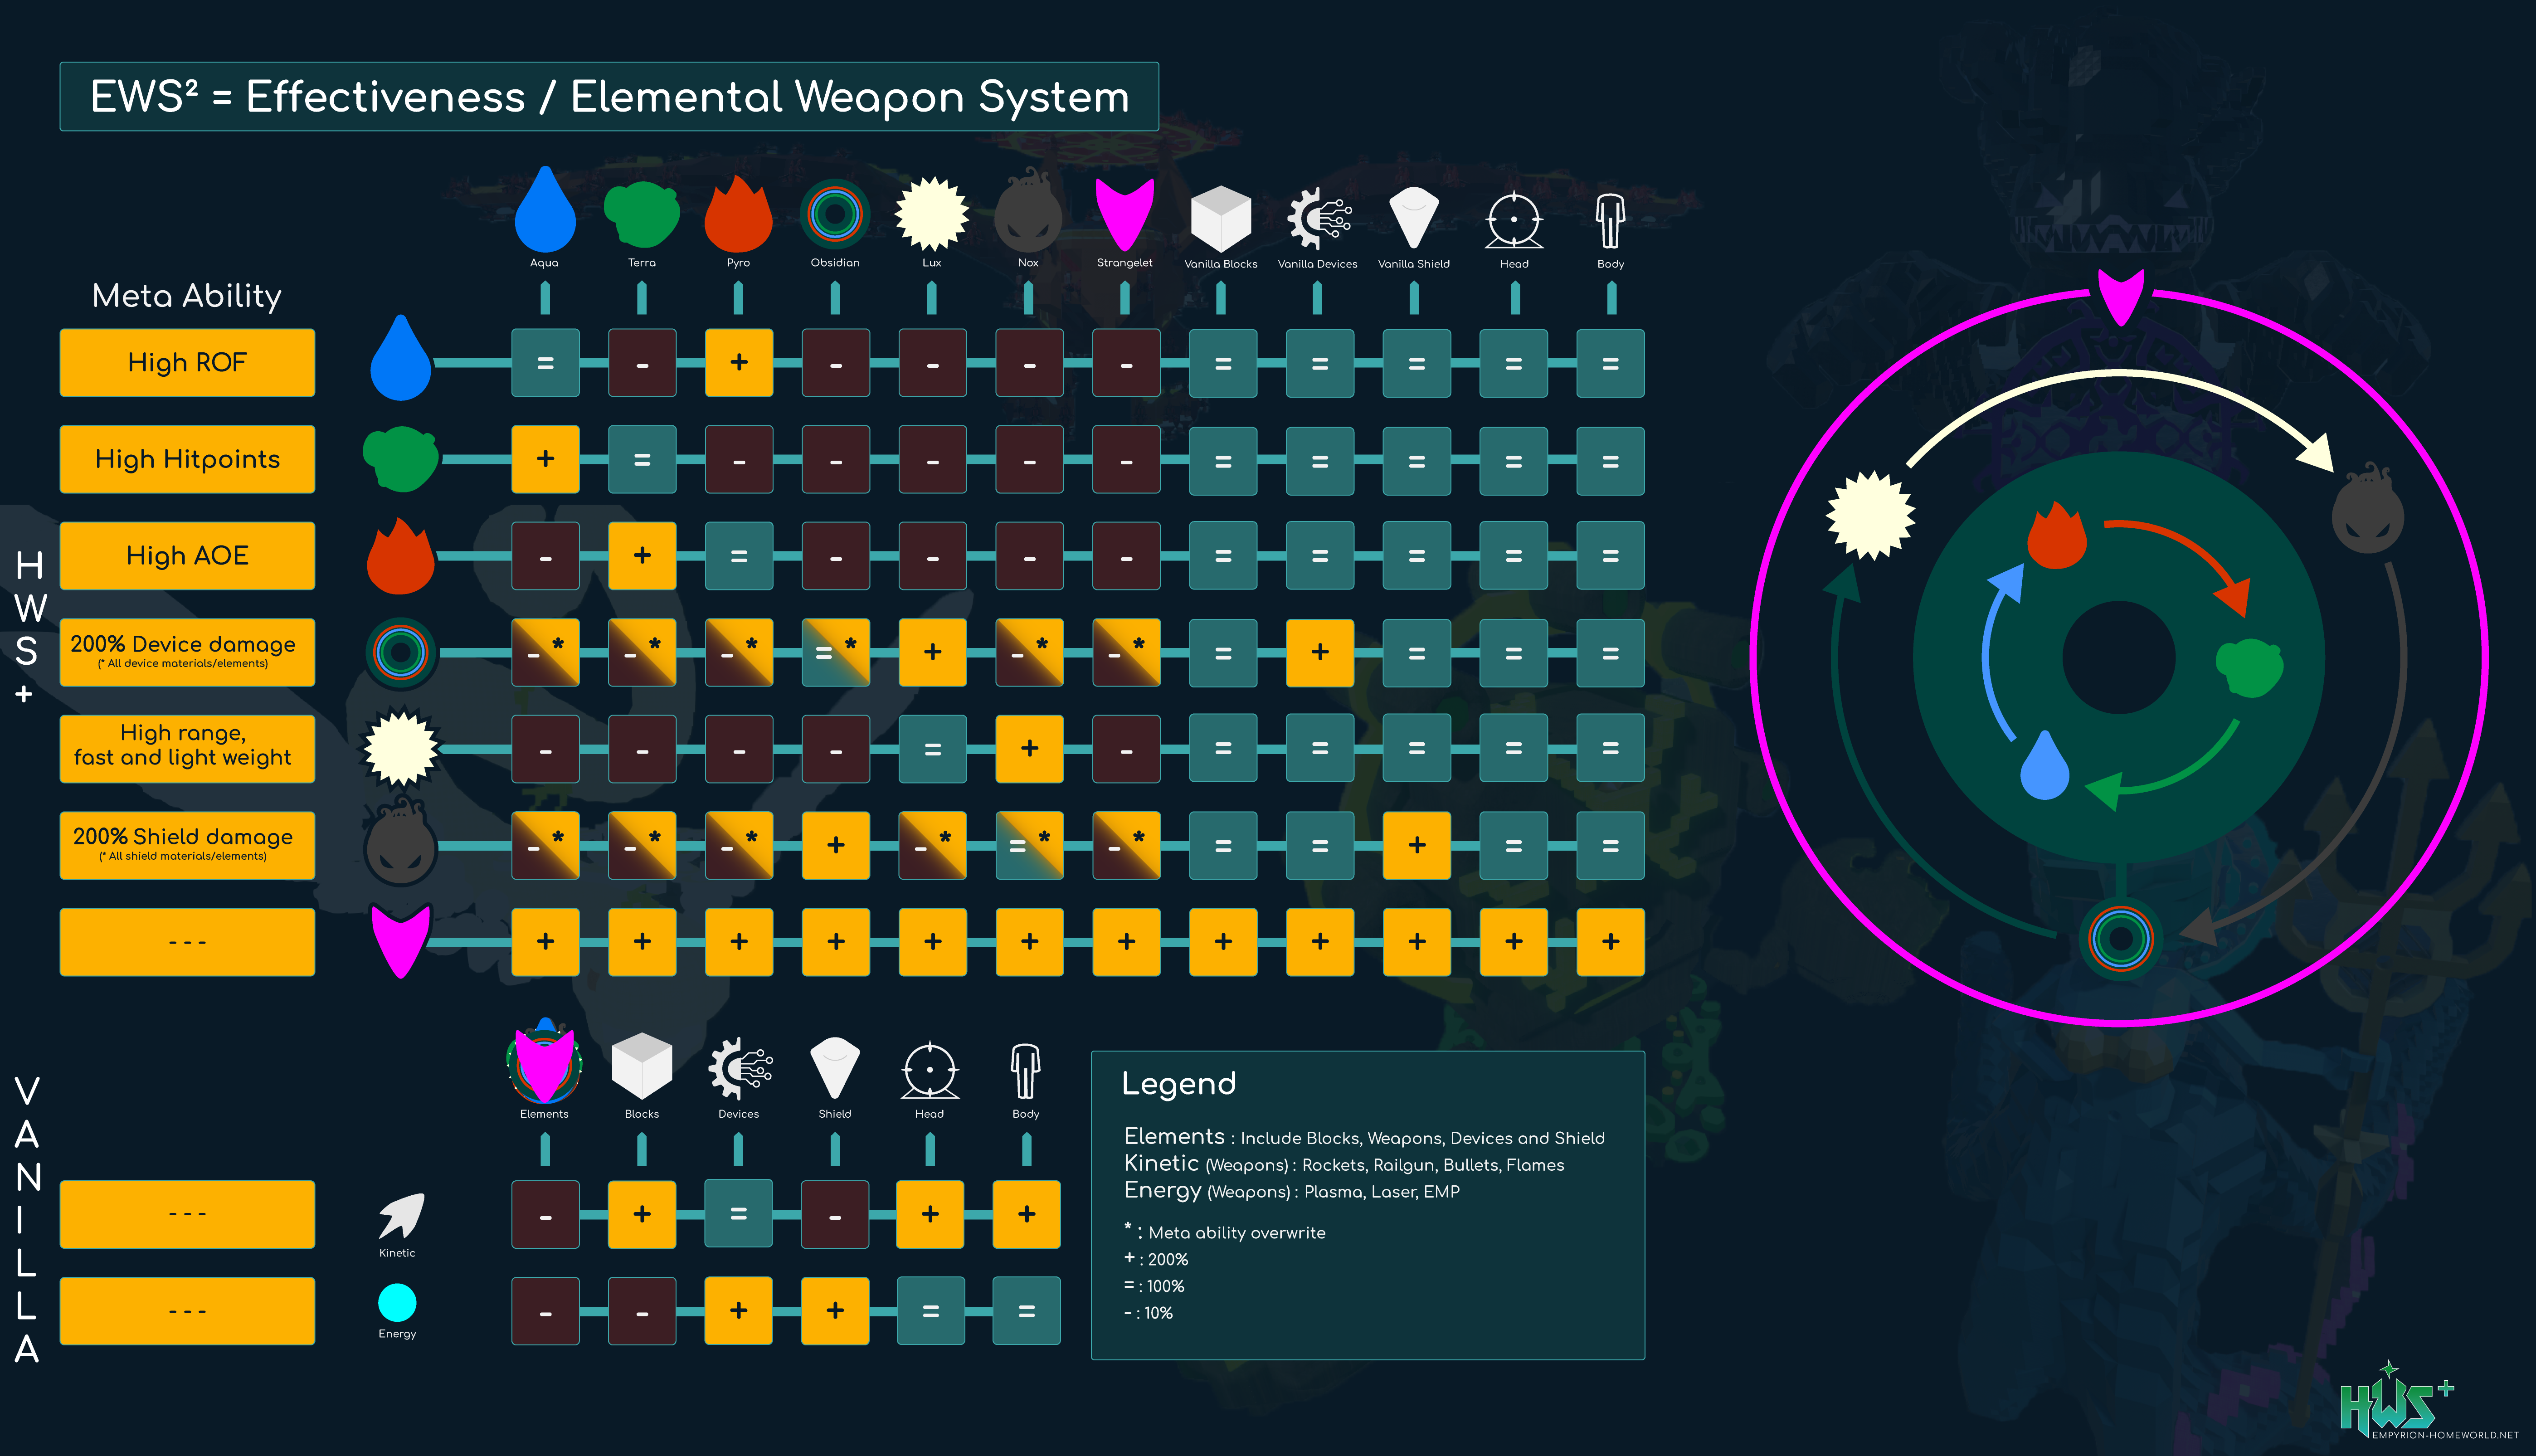 EWS² = Effectiveness / Elemental Weapon System
Aqua Terra Pyro Obsidian Lux Nox Strangelet Vanilla Blocks Vanilla Devices Vanilla Shield Head Body
Meta Ability
HWS+
High ROF = - + - - - - = = = = =
High Hitpoints + = - - - - - = = = = =
High AOE - + = - - - - = = = = =
200% Device damage
(* All device materials/elements)
- * - * - * = * + - * - * = + = = =
High range,
fast and light weight
- - - - = + - = = = = =
200% Shield damage
(* All shield materials/elements)
- * - * - * + - * = * - * = = + = =
- - - + + + + + + + + + + + +
VANILLA
Elements Blocks Devices Shield Head Body
- - - - + = - + +
Kinetic
- - - - - + + = =
Energy
Legend
Elements : Include Blocks, Weapons, Devices and Shield
Kinetic (Weapons) : Rockets, Railgun, Bullets, Flames
Energy (Weapons) : Plasma, Laser, EMP
* : Meta ability overwrite
+ : 200%
= : 100%
- : 10%
HWS+
EMPYRION-HOMEWORLD.NET